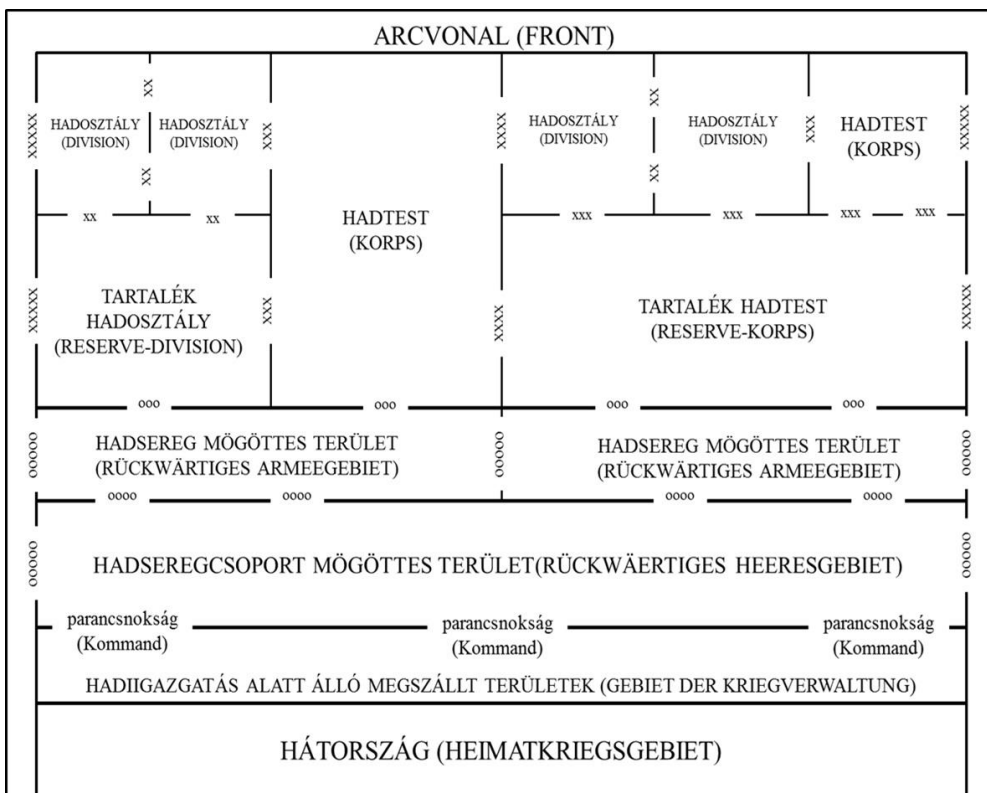 ARCVONAL (FRONT)
XX
XX
XXXXX
HADOSZTÁLY
(DIVISION)
HADOSZTÁLY
(DIVISION)
XXX
XXXX
HADOSZTÁLY
(DIVISION)
XX
HADOSZTÁLY
(DIVISION)
XXX
HADTEST
(KORPS)
XXXXX
XX
XX
xx
xx
HADTEST
(KORPS)
xxx
xxx
xxx
xxx
XXXXX
TARTALÉK
HADOSZTÁLY
(RESERVE-DIVISION)
XXX
XXXX
TARTALÉK HADTEST
(RESERVE-KORPS)
XXXXX
ooo
ooo
ooo
ooo
ooooo
HADSEREG MÖGÖTTES TERÜLET
(RÜCKWÄRTIGES ARMEEGEBIET)
ooooo
HADSEREG MÖGÖTTES TERÜLET
(RÜCKWÄRTIGES ARMEEGEBIET)
ooooo
oooo
oooo
oooo
oooo
ooooo
HADSEREGCSOPORT MÖGÖTTES TERÜLET(RÜCKWÄERTIGES HEERESGEBIET)
ooooo
parancsnokság
(Kommand)
parancsnokság
(Kommand)
parancsnokság
(Kommand)
HADIIGAZGATÁS ALATT ÁLLÓ MEGSZÁLLT TERÜLETEK (GEBIET DER KRIEGVERWALTUNG)
HÁTORSZÁG (HEIMATKRIEGSGEBIET)